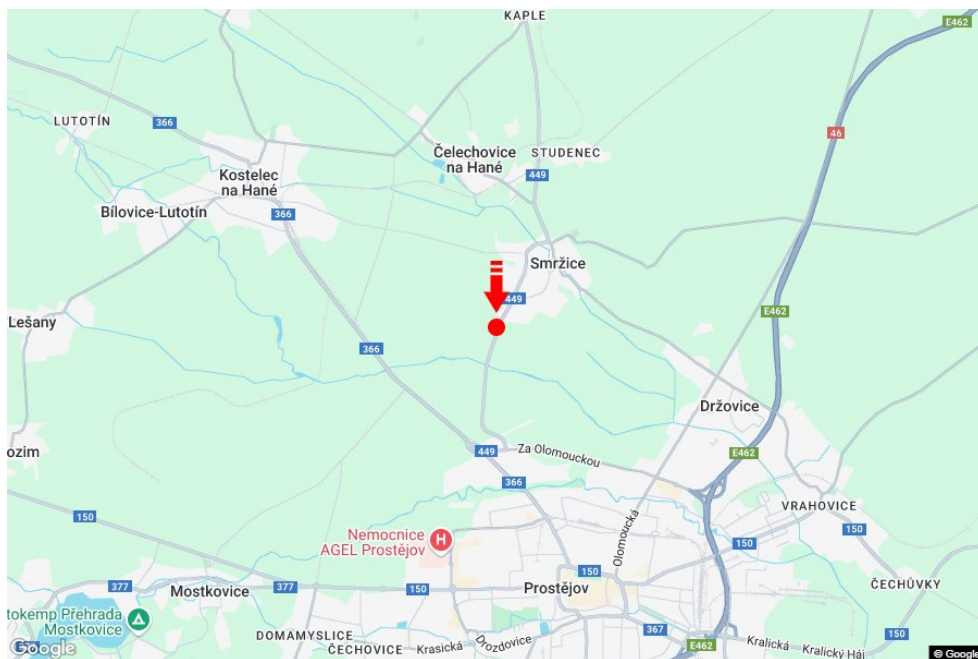 KAPLE
E462
46
LUTOTÍN
366
Čelechovice
na Hané
STUDENEC
449
Kostelec
na Hané
Bílovice-Lutotín
366
Smržice
449
E462
Lešany
366
Držovice
ozim
449
Za Olomouckou
E462
366
VRAHOVICE
150
Nemocnice
AGEL Prostějov
H
Olomoucká
150
150
377
Mostkovice
377
150
Prostějov
ČECHŮVKY
tokemp Přehrada
Mostkovice
DOMAMYSLICE
ČECHOVICE
Krasická
Drozdovice
367
E462
Kralická
Kralický Háj
Google
© Google